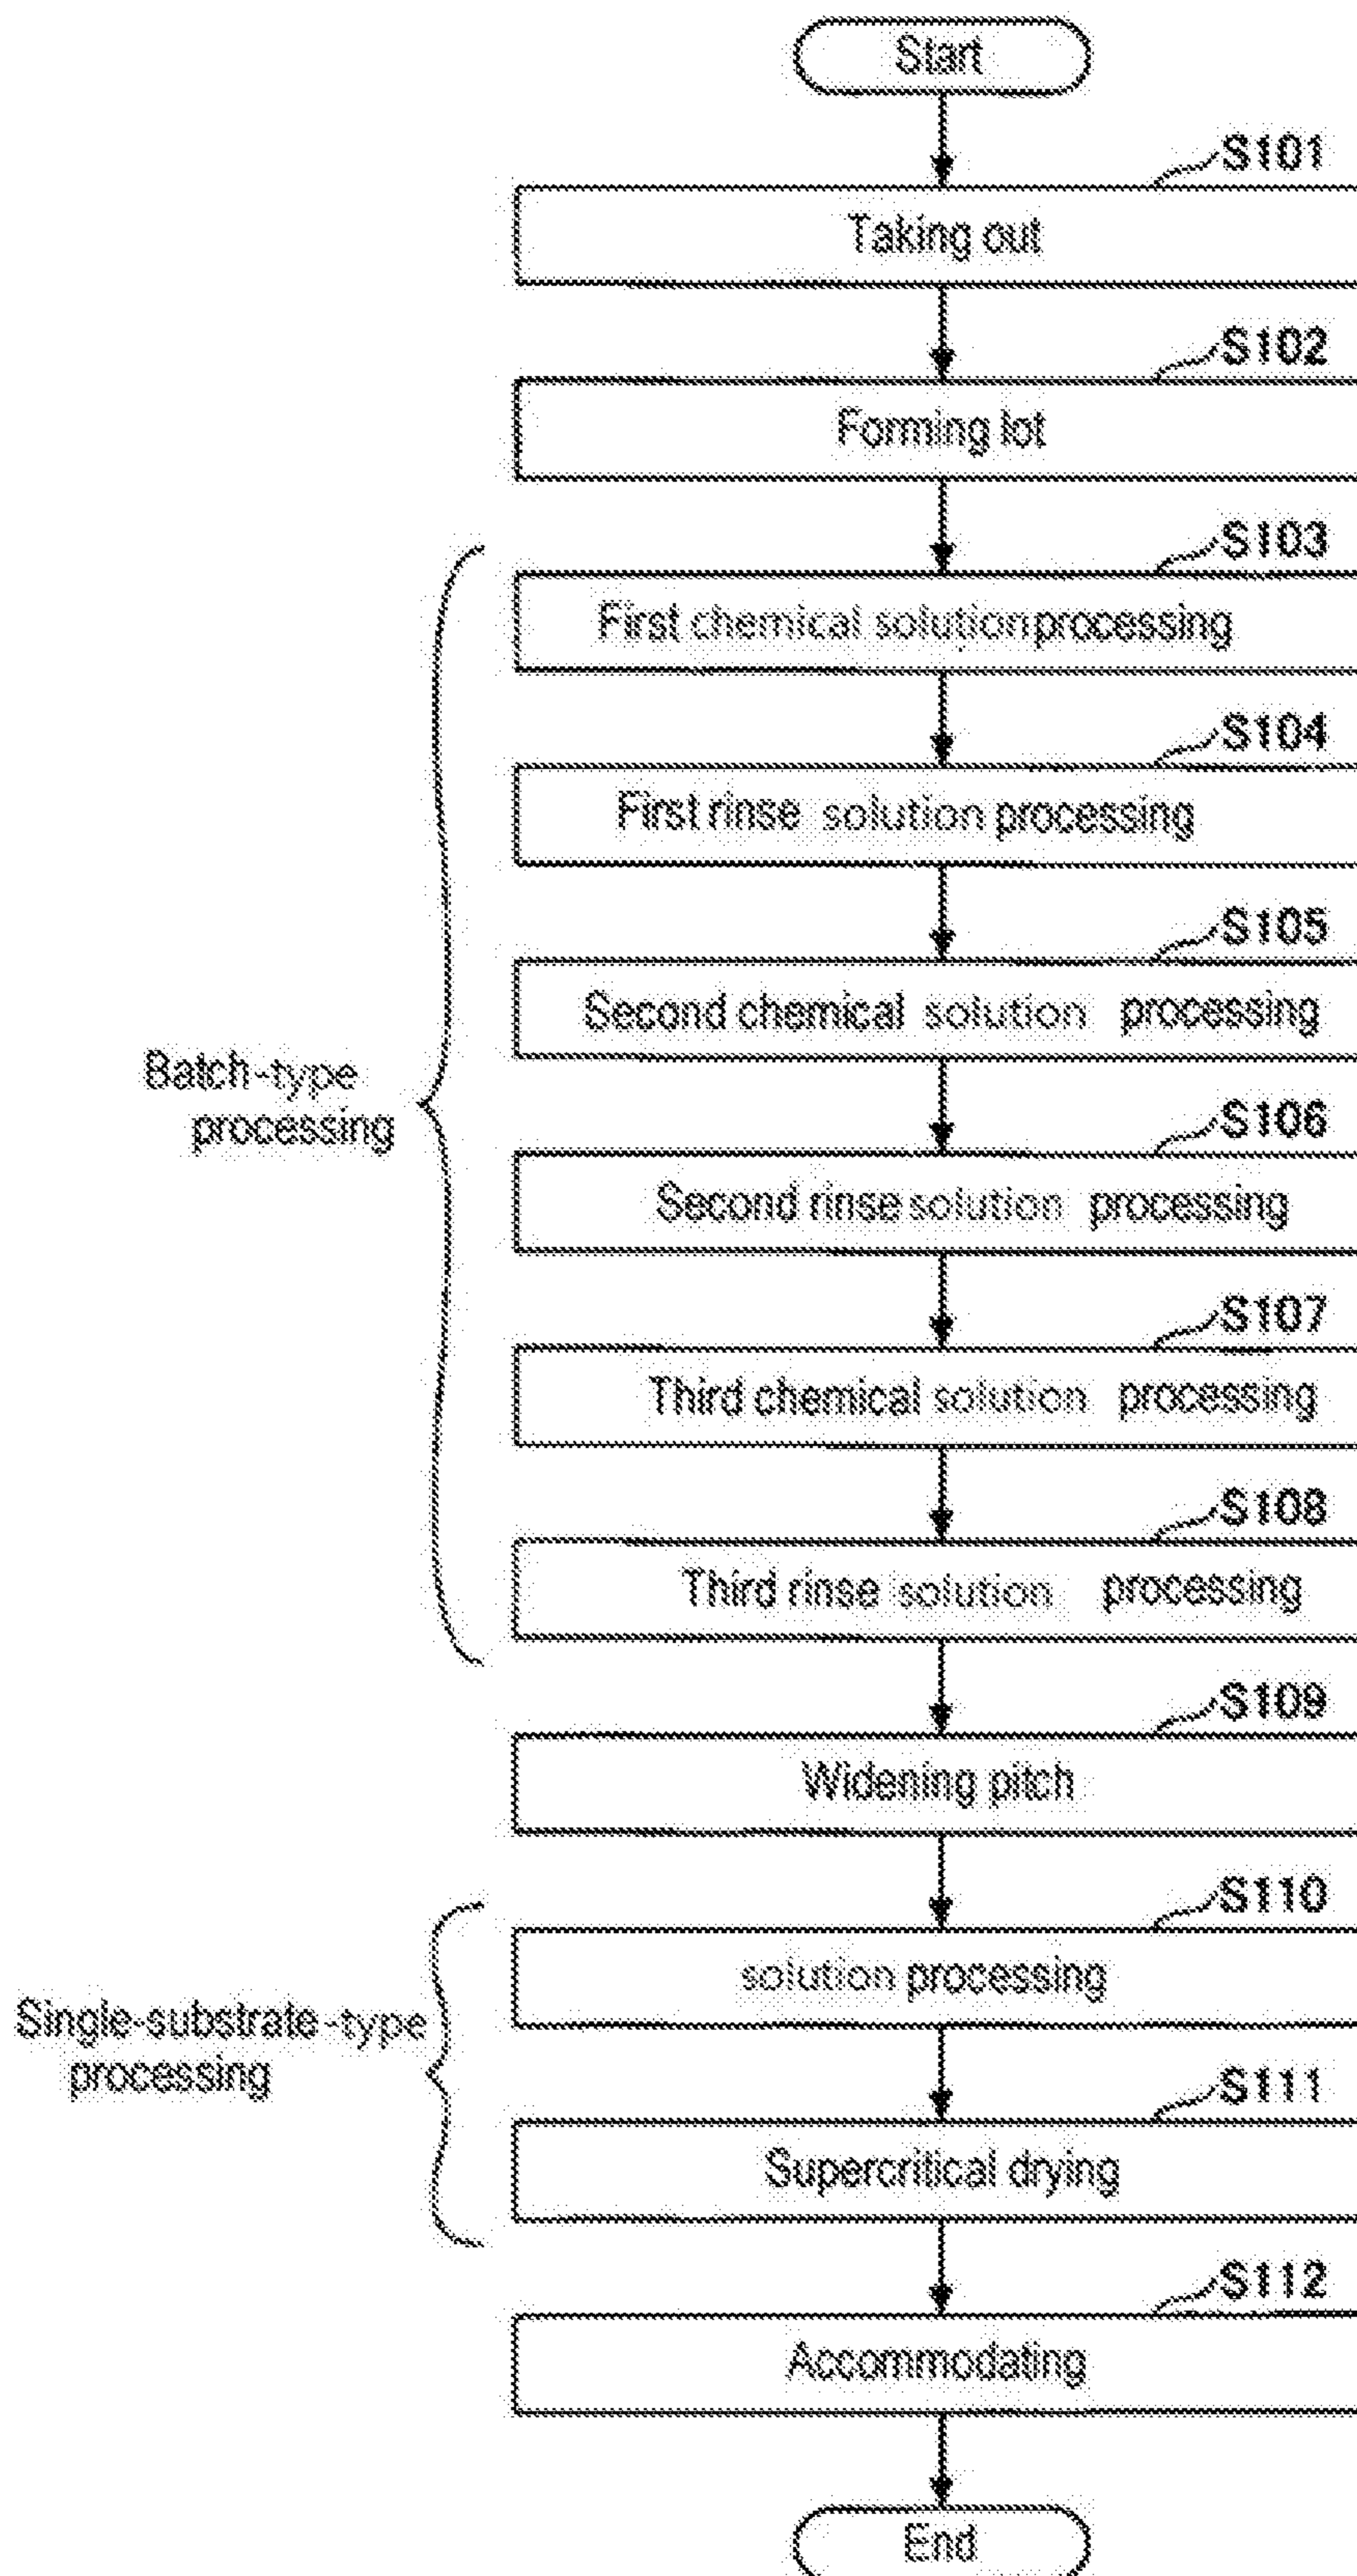 Start
S101
Taking out
S102
Forming lot
S103
First chemical solution processing
S104
First rinse solution processing
S105
Second chemical solution processing
Batch-type
processing
S106
Second rinse solution processing
S107
Third chemical solution processing
S108
Third rinse solution processing
S109
Widening pitch
S110
solution processing
Single-substrate-type
processing
S111
Supercritical drying
S112
Accommodating
End